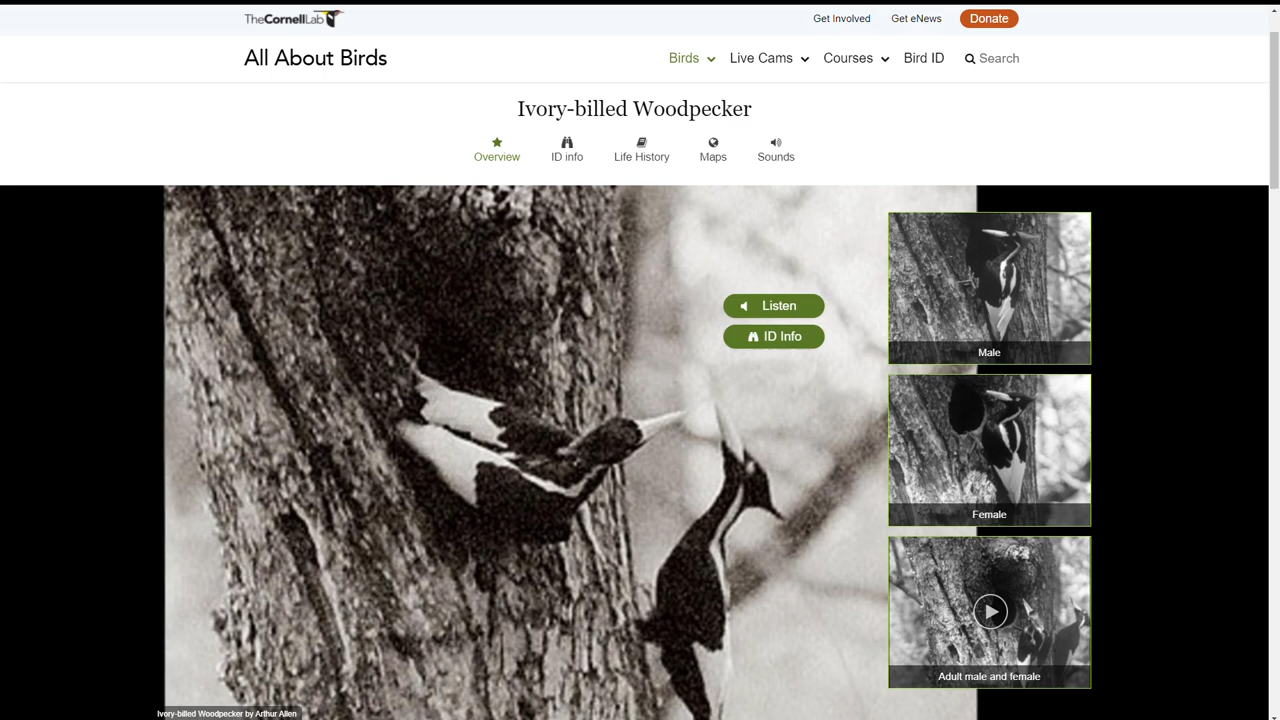 TheCornellLab
Get Involved Get eNews Donate
All About Birds
Birds Live Cams Courses Bird ID Search
Ivory-billed Woodpecker
Overview ID info Life History Maps Sounds
Listen
ID Info
Male
Female
Adult male and female
Ivory-billed Woodpecker by Arthur Allen